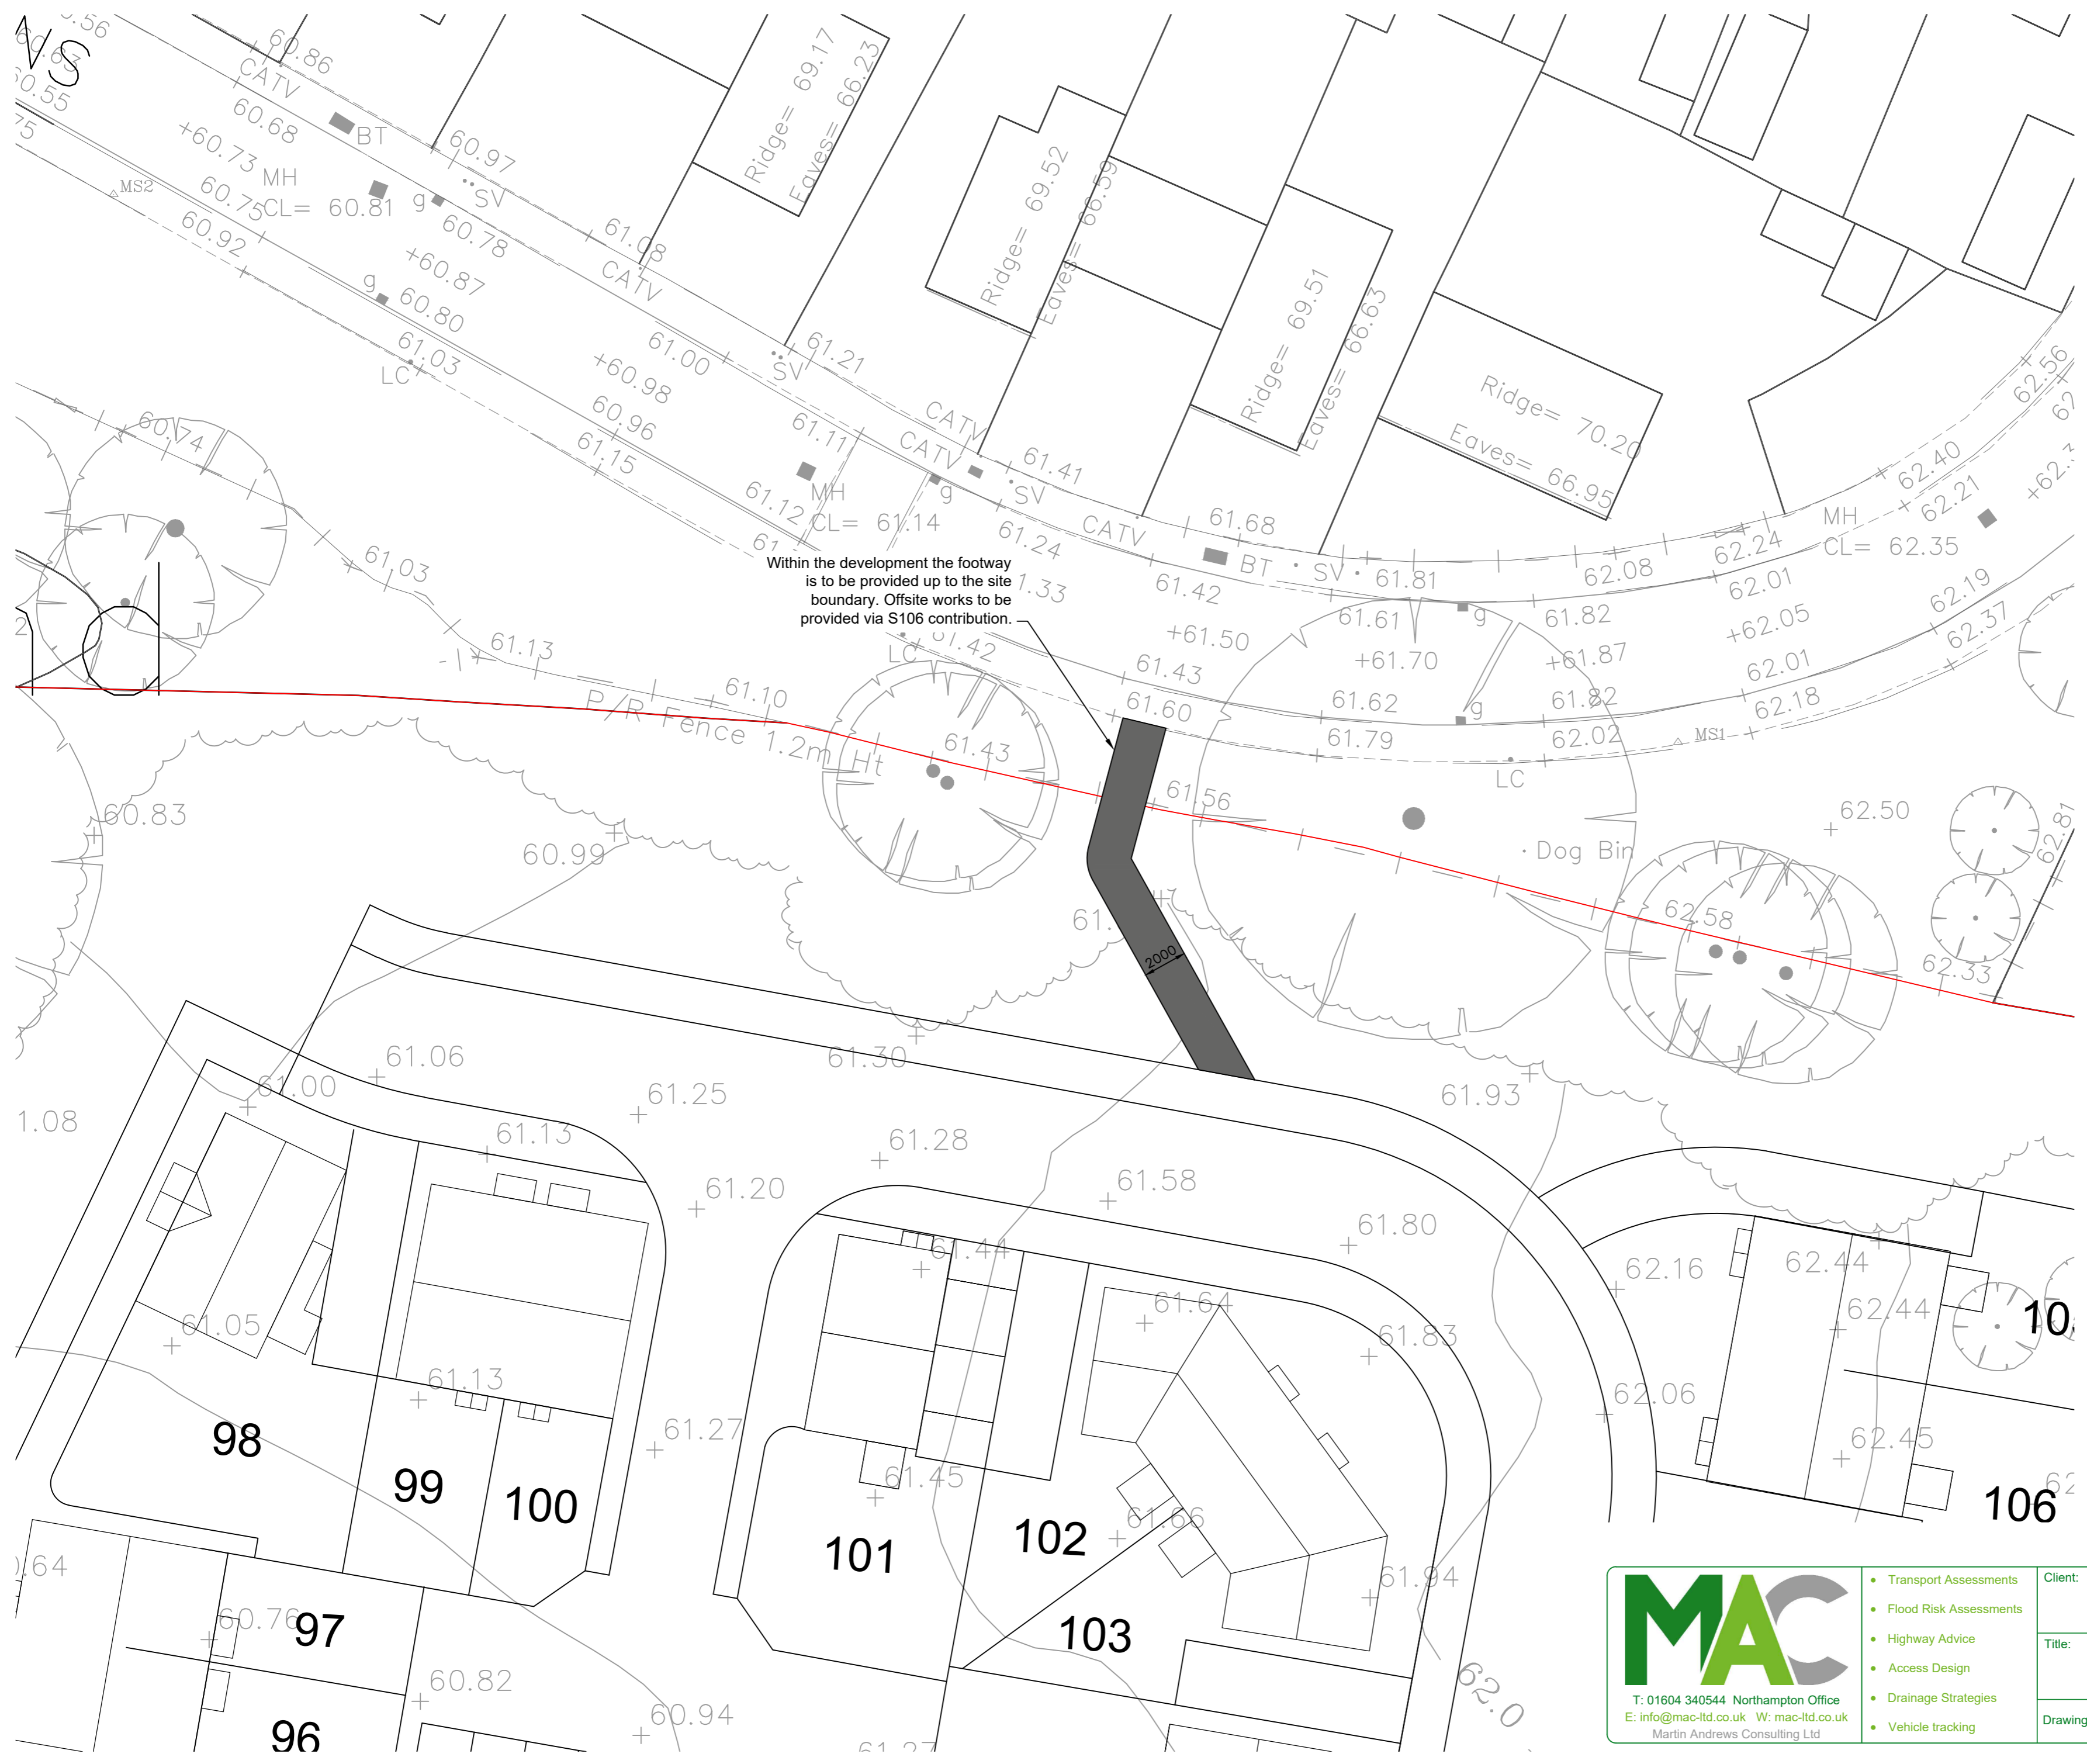 60.63
60.55
60.86
CATV
60.68
BT
+60.73
MH
CL= 60.81
60.75
g
60.97
SV
60.78
MS2
60.92
+60.87
g
60.80
61.03
LC
61.08
CATV
61.00
+60.98
60.96
61.15
SV
61.21
Ridge= 69.17
Eaves= 66.23
Ridge= 69.52
Eaves= 66.59
Ridge= 69.51
Eaves= 66.63
Ridge= 70.20
Eaves= 66.95
61.11
CATV
CATV
61.12
MH
CL= 61.14
g
61.41
SV
61.24
CATV
61.68
BT
SV
61.81
62.08
62.24
MH
CL= 62.35
62.40
62.21
62.56
60.74
61.03
61.13
61.10
P/R Fence 1.2m Ht
Within the development the footway
is to be provided up to the site
boundary. Offsite works to be
provided via S106 contribution.
LC
61.42
61.42
61.61
g
61.82
62.01
62.19
62.37
+61.50
+61.70
+61.87
+62.05
61.43
61.62
g
61.82
62.01
62.18
61.60
61.79
62.02
MS1
LC
61.43
61.56
Dog Bin
62.50
62.81
62.58
62.33
60.83
60.99
2000
61.06
61.00
61.30
61.25
61.13
61.28
61.20
61.58
61.80
61.93
61.44
61.64
61.83
62.16
62.44
62.44
62.06
62.45
61.05
61.13
61.27
61.45
61.66
61.94
98
99
100
101
102
103
106
97
96
60.76
60.82
60.94
62.0
MAC
T: 01604 340544 Northampton Office
E: info@mac-ltd.co.uk W: mac-ltd.co.uk
Martin Andrews Consulting Ltd
• Transport Assessments
• Flood Risk Assessments
• Highway Advice
• Access Design
• Drainage Strategies
• Vehicle tracking
Client:
Title:
Drawing